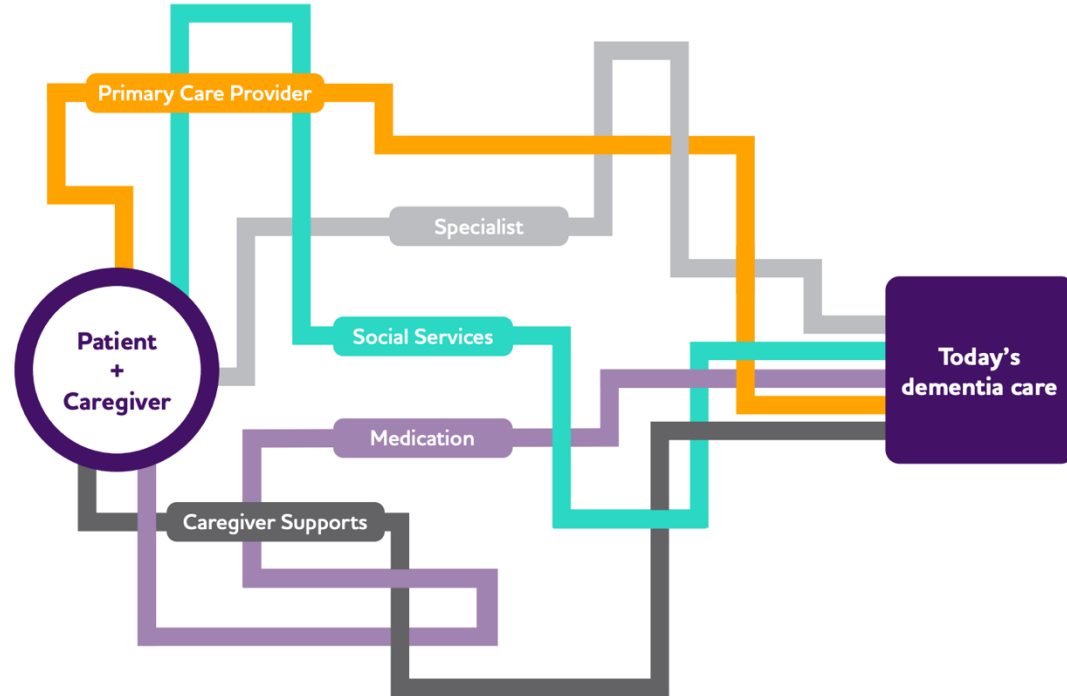 Primary Care Provider
Specialist
Patient
+
Caregiver
Social Services
Today’s
dementia care
Medication
Caregiver Supports